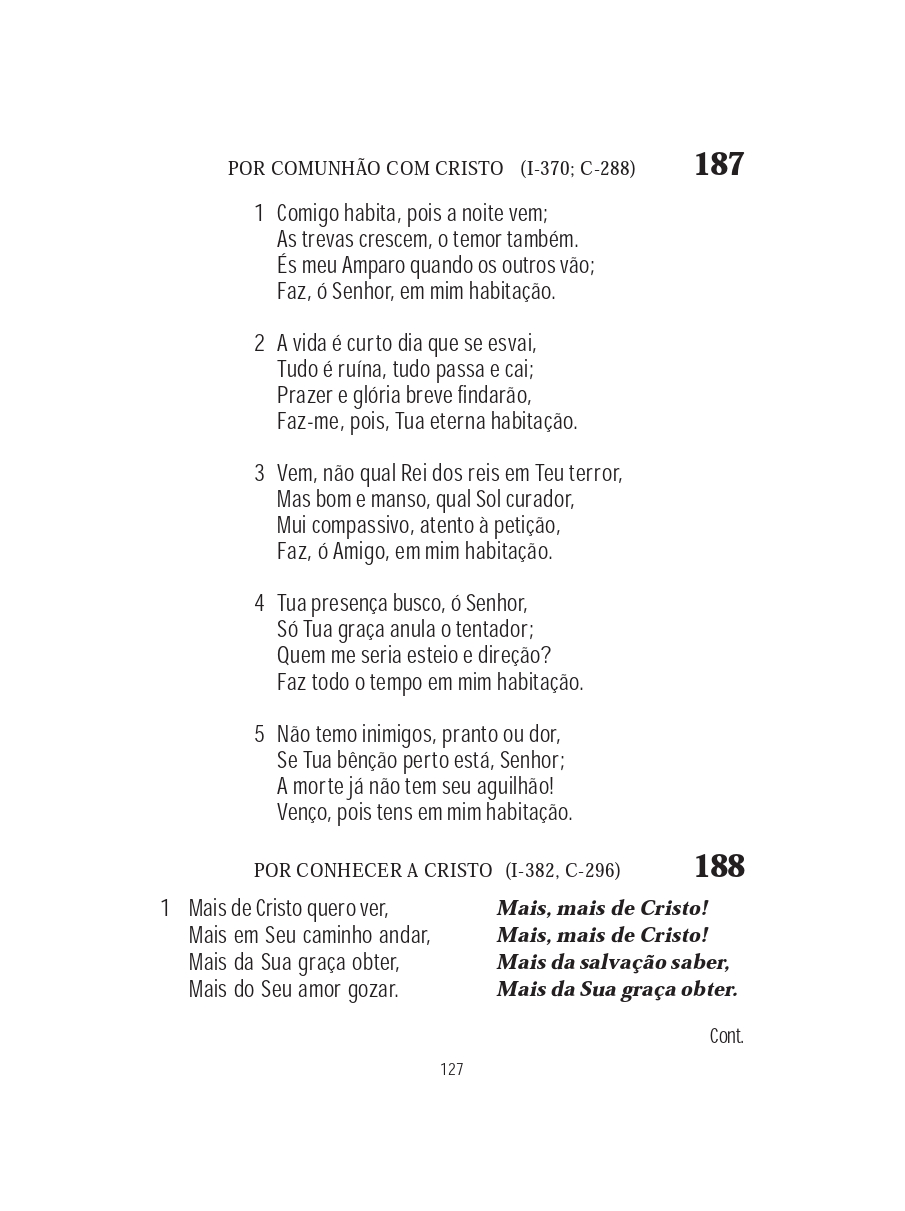 POR COMUNHÃO COM CRISTO (I-370; C-288) 187
1 Comigo habita, pois a noite vem;
As trevas crescem, o temor também.
És meu Amparo quando os outros vão;
Faz, ó Senhor, em mim habitação.
2 A vida é curto dia que se esvai,
Tudo é ruína, tudo passa e cai;
Prazer e glória breve findarão,
Faz-me, pois, Tua eterna habitação.
3 Vem, não qual Rei dos reis em Teu terror,
Mas bom e manso, qual Sol curador,
Mui compassivo, atento à petição,
Faz, ó Amigo, em mim habitação.
4 Tua presença busco, ó Senhor,
Só Tua graça anula o tentador;
Quem me seria esteio e direção?
Faz todo o tempo em mim habitação.
5 Não temo inimigos, pranto ou dor,
Se Tua bênção perto está, Senhor;
A morte já não tem seu aguilhão!
Venço, pois tens em mim habitação.
POR CONHECER A CRISTO (I-382, C-296) 188
1 Mais de Cristo quero ver,
Mais em Seu caminho andar,
Mais da Sua graça obter,
Mais do Seu amor gozar.
Mais, mais de Cristo!
Mais, mais de Cristo!
Mais da salvação saber,
Mais da Sua graça obter.
Cont.
127